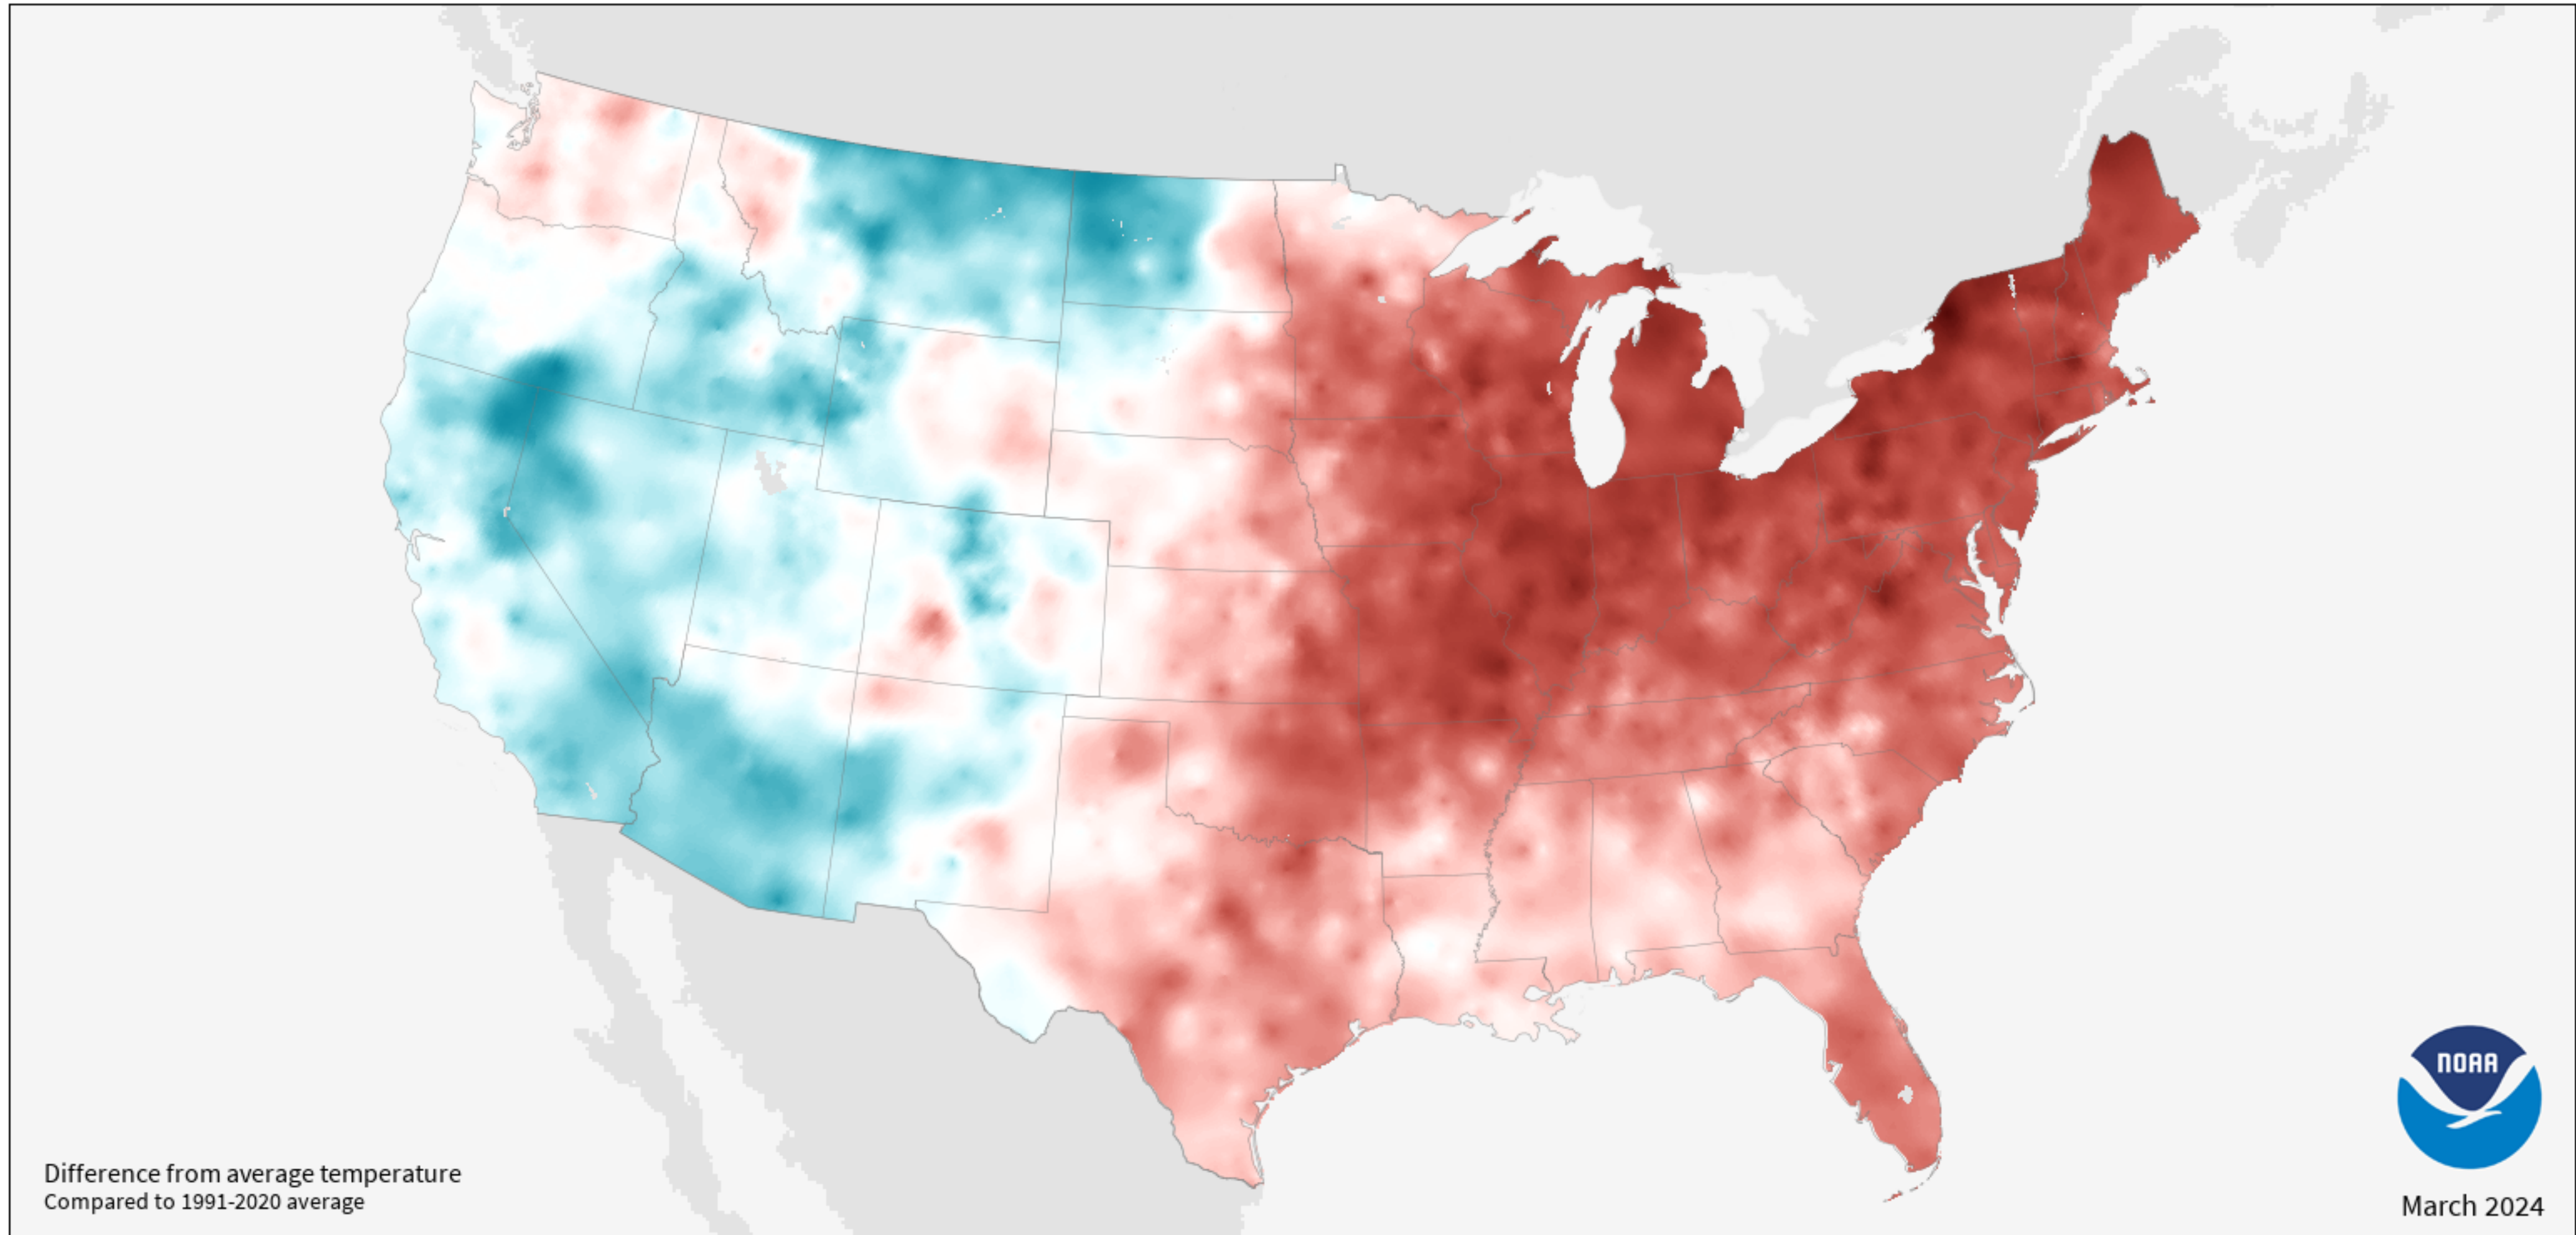 NOAA
Difference from average temperature
Compared to 1991-2020 average
March 2024